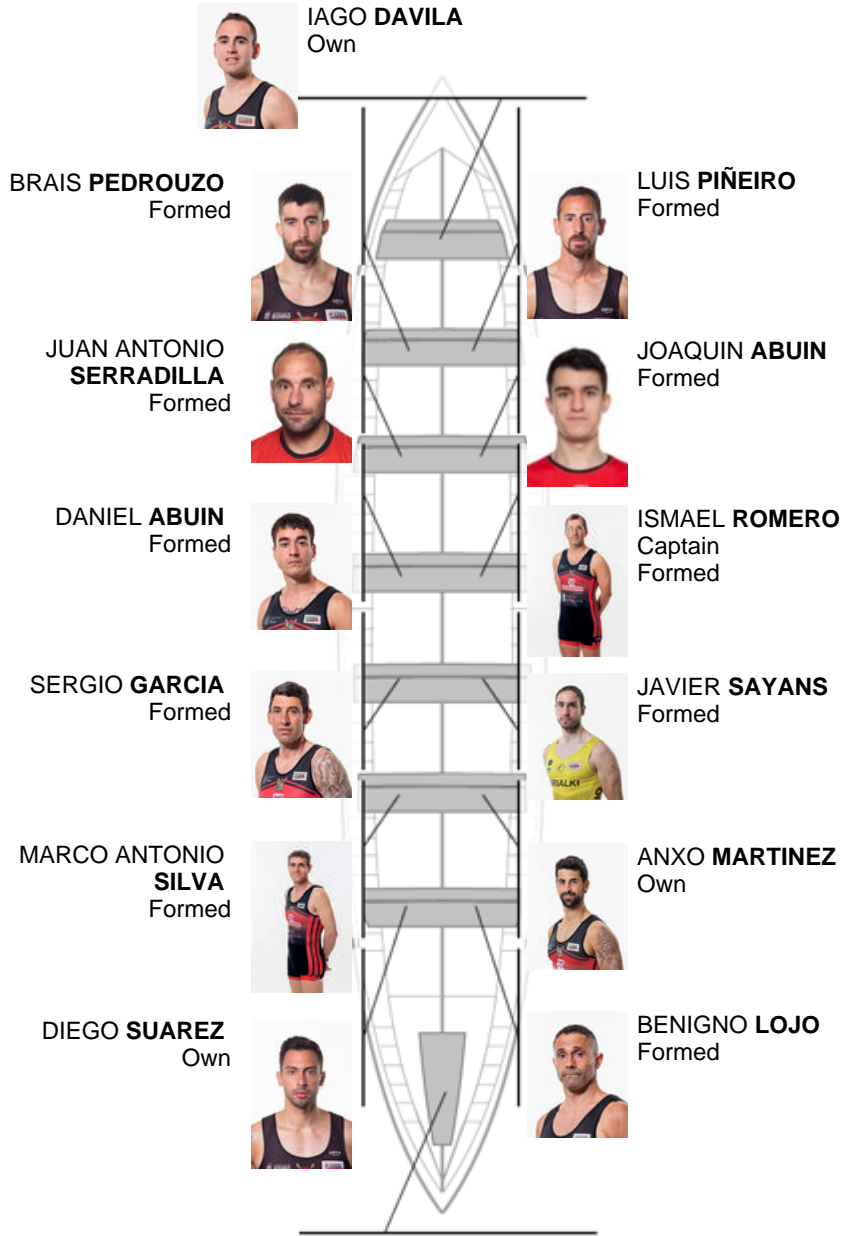 IAGO DAVILA
Own
BRAIS PEDROUZO
Formed
LUIS PIÑEIRO
Formed
JUAN ANTONIO
SERRADILLA
Formed
JOAQUIN ABUIN
Formed
DANIEL ABUIN
Formed
ISMAEL ROMERO
Captain
Formed
SERGIO GARCIA
Formed
JAVIER SAYANS
Formed
MARCO ANTONIO
SILVA
Formed
ANXO MARTINEZ
Own
DIEGO SUAREZ
Own
BENIGNO LOJO
Formed